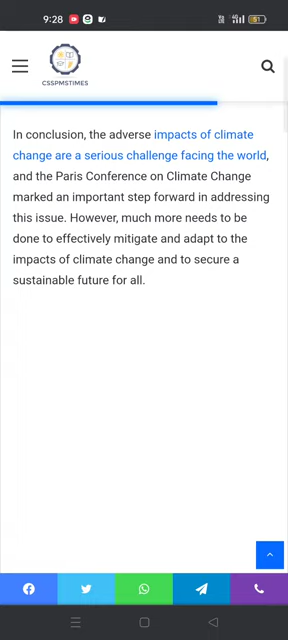 9:28
51
CSSPMSTIMES
In conclusion, the adverse impacts of climate
change are a serious challenge facing the world,
and the Paris Conference on Climate Change
marked an important step forward in addressing
this issue. However, much more needs to be
done to effectively mitigate and adapt to the
impacts of climate change and to secure a
sustainable future for all.